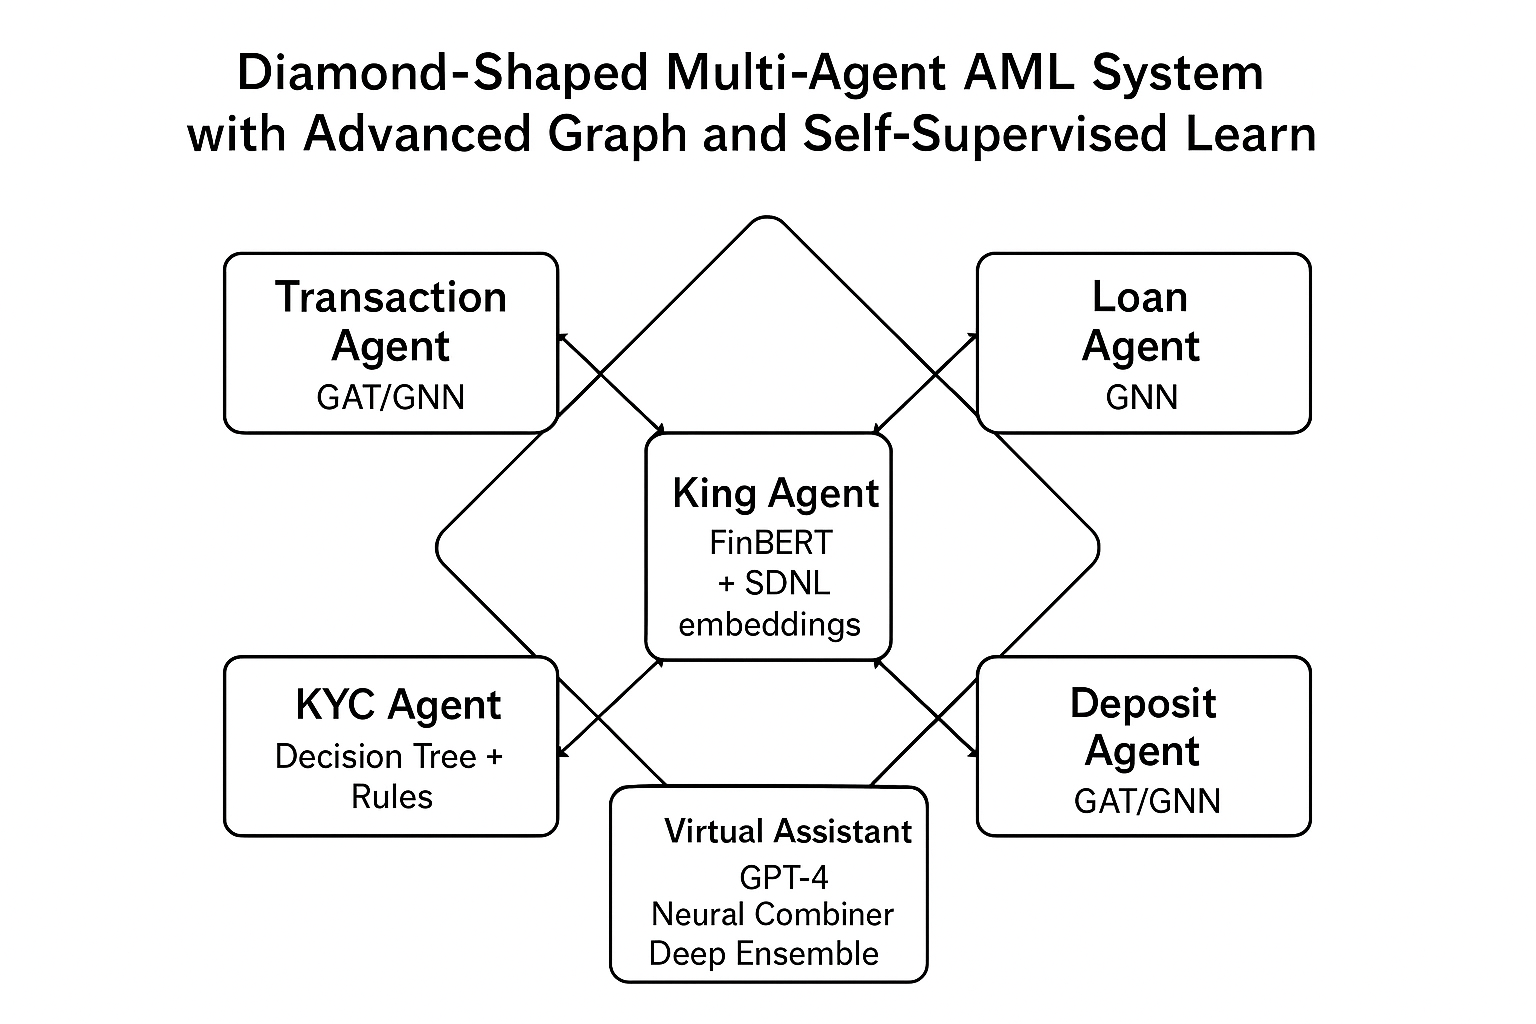 Diamond-Shaped Multi-Agent AML System
with Advanced Graph and Self-Supervised Learn
Transaction
Agent
GAT/GNN
Loan
Agent
GNN
King Agent
FinBERT
+ SDNL
embeddings
KYC Agent
Decision Tree +
Rules
Deposit
Agent
GAT/GNN
Virtual Assistant
GPT-4
Neural Combiner
Deep Ensemble